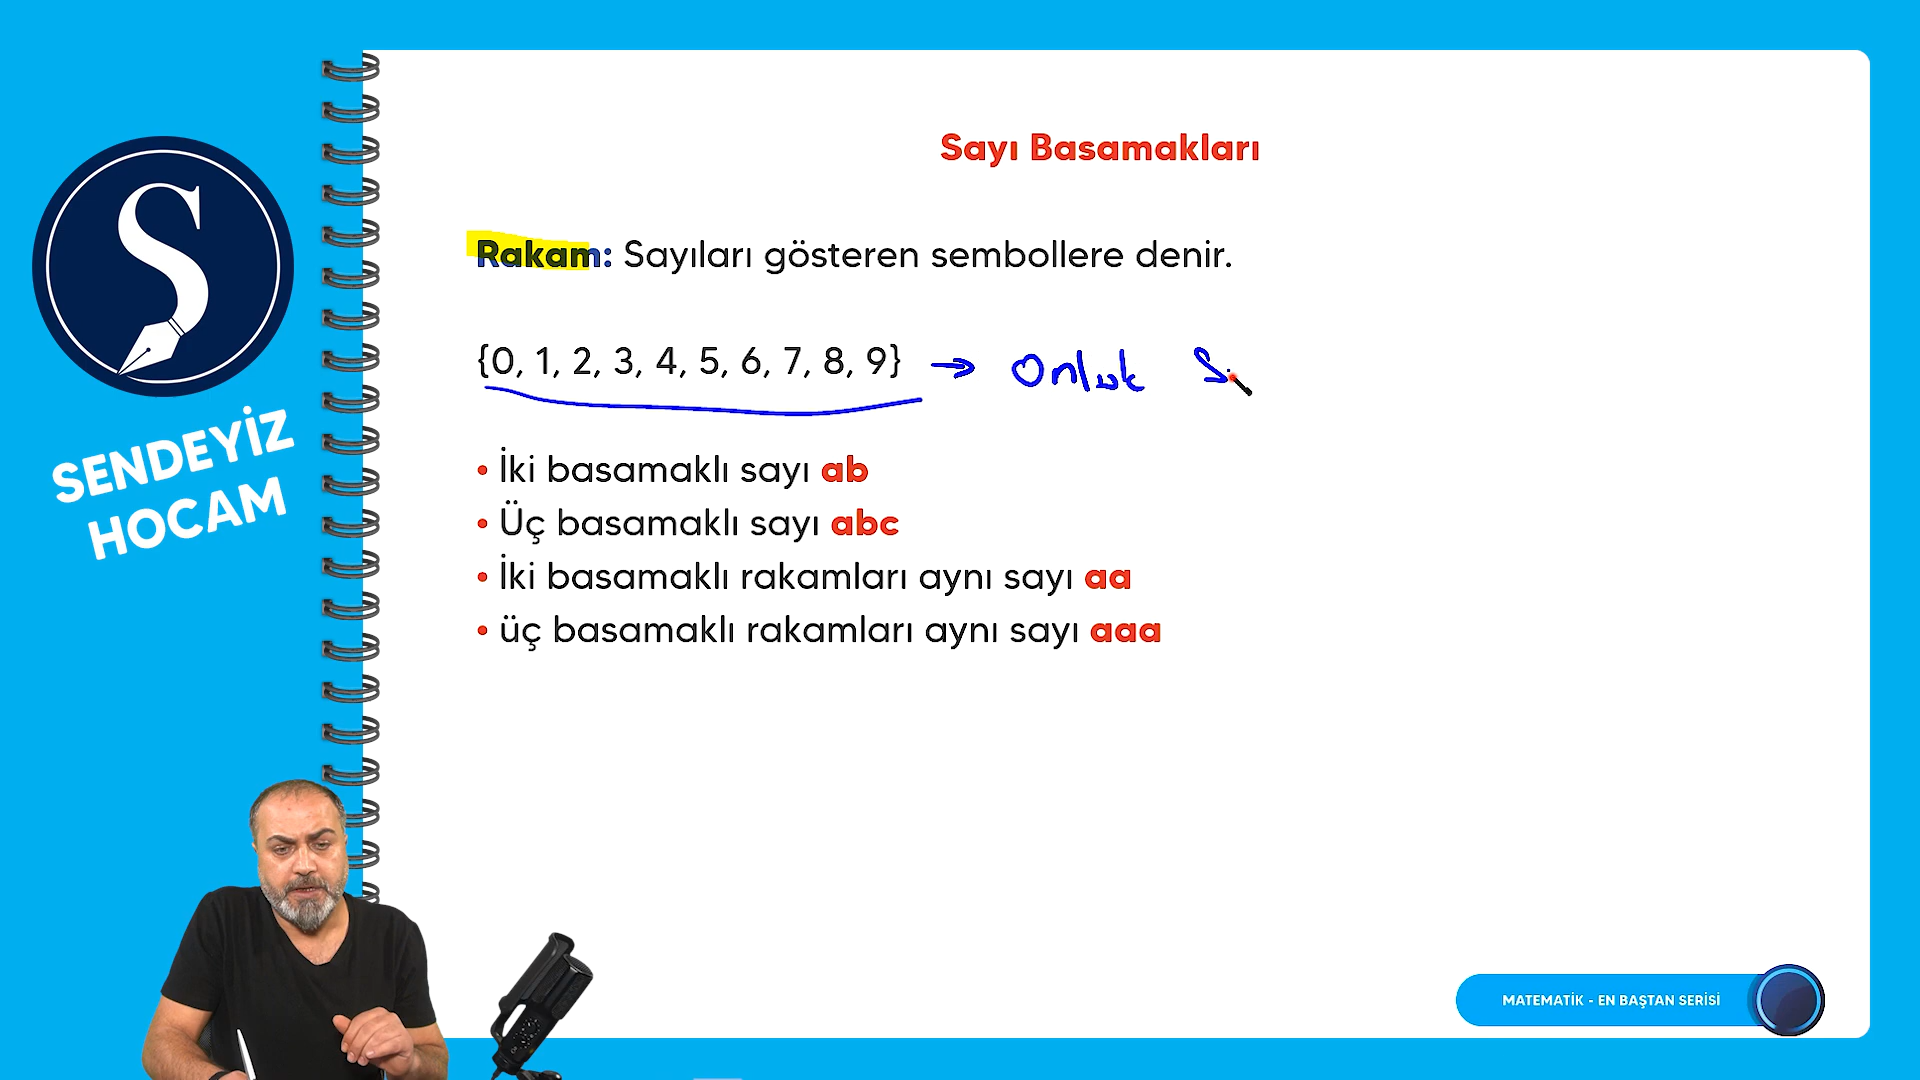 Sayı Basamakları
Rakam: Sayıları gösteren sembollere denir.
{0, 1, 2, 3, 4, 5, 6, 7, 8, 9} → Onluk S
• İki basamaklı sayı ab
• Üç basamaklı sayı abc
• İki basamaklı rakamları aynı sayı aa
• üç basamaklı rakamları aynı sayı aaa
S
SENDEYİZ
HOCAM
MATEMATİK - EN BAŞTAN SERİSİ